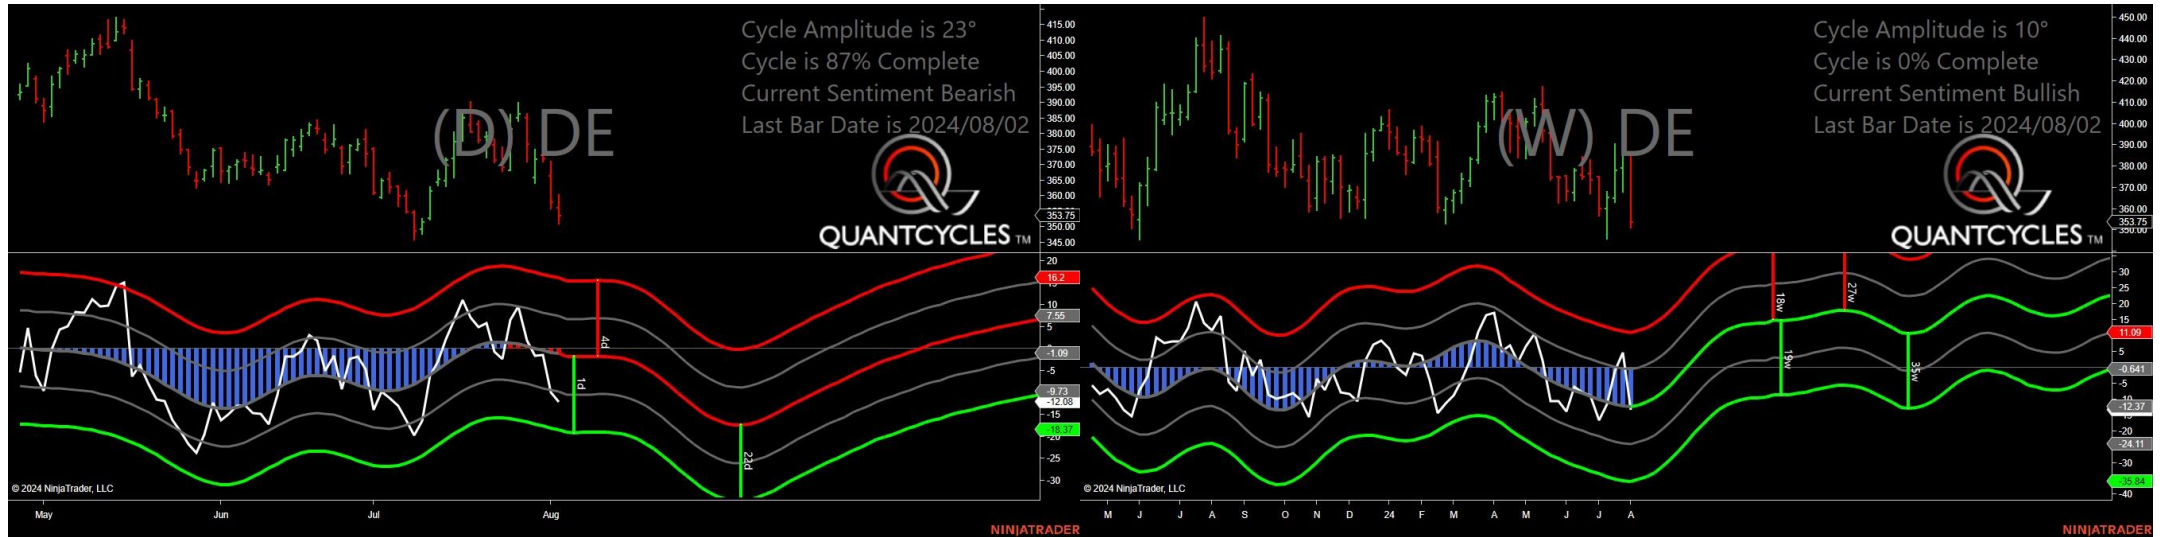 Cycle Amplitude is 23°
Cycle is 87% Complete
Current Sentiment Bearish
Last Bar Date is 2024/08/02
(D) DE
QUANTCYCLES TM
415.00
410.00
405.00
400.00
395.00
390.00
385.00
380.00
375.00
370.00
365.00
360.00
353.75
350.00
345.00
20
16.2
10
7.55
5
-1.09
-5
-9.73
-12.08
-15
-18.37
-20
-25
-30
4d
1d
22d
© 2024 NinjaTrader, LLC
May Jun Jul Aug
NINJATRADER
Cycle Amplitude is 10°
Cycle is 0% Complete
Current Sentiment Bullish
Last Bar Date is 2024/08/02
(W) DE
QUANTCYCLES TM
450.00
440.00
430.00
420.00
410.00
400.00
390.00
380.00
370.00
360.00
353.75
350.00
30
20
15
11.09
5
-0.641
-5
-12.37
-20
-24.11
-30
-35.84
-40
18w
27w
19w
35w
© 2024 NinjaTrader, LLC
M J J A S O N D 24 F M A M J J A
NINJATRADER